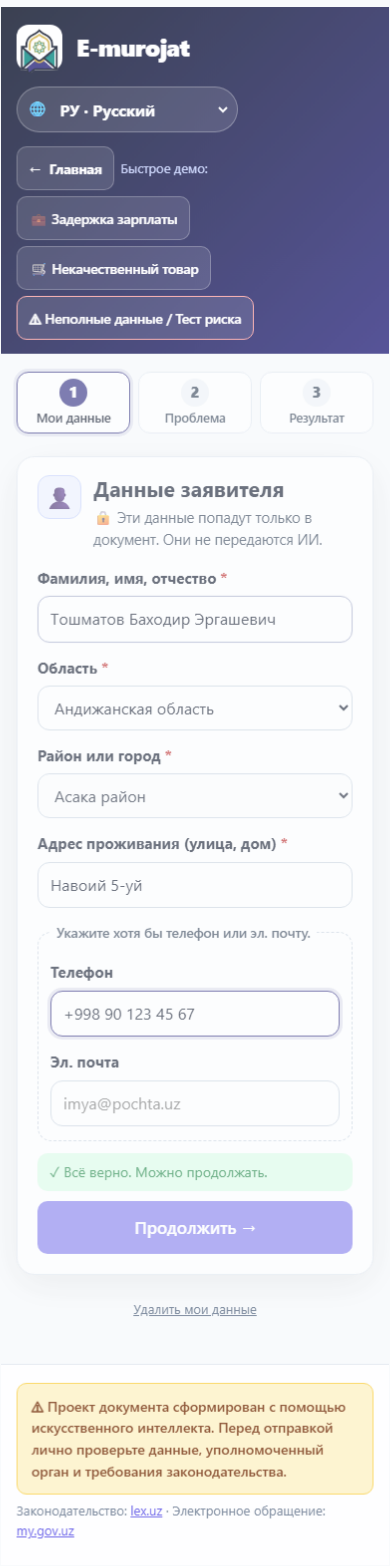 E-murojat
РУ · Русский
← Главная Быстрое демо:
Задержка зарплаты
Некачественный товар
⚠ Неполные данные / Тест риска
1 2 3
Мои данные Проблема Результат
Данные заявителя
Эти данные попадут только в
документ. Они не передаются ИИ.
Фамилия, имя, отчество *
Тошматов Баходир Эргашевич
Область *
Андижанская область
Район или город *
Асака район
Адрес проживания (улица, дом) *
Навоий 5-уй
Укажите хотя бы телефон или эл. почту.
Телефон
+998 90 123 45 67
Эл. почта
imya@pochta.uz
✓ Всё верно. Можно продолжать.
Продолжить →
Удалить мои данные
⚠ Проект документа сформирован с помощью
искусственного интеллекта. Перед отправкой
лично проверьте данные, уполномоченный
орган и требования законодательства.
Законодательство: lex.uz · Электронное обращение:
my.gov.uz